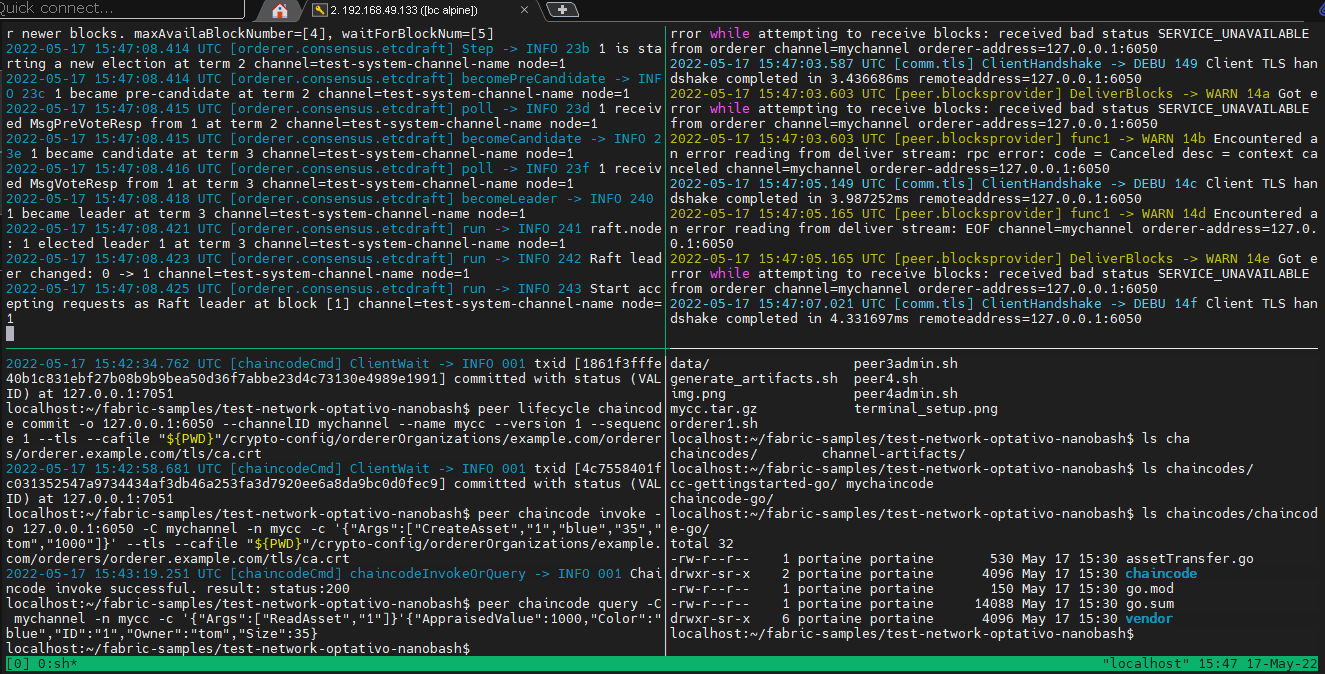 Quick connect...
2. 192.168.49.133 ([bc alpine])
r newer blocks. maxAvailaBlockNumber=[4], waitForBlockNum=[5]
2022-05-17 15:47:08.414 UTC [orderer.consensus.etcdraft] Step -> INFO 23b 1 is sta
rting a new election at term 2 channel=test-system-channel-name node=1
2022-05-17 15:47:08.414 UTC [orderer.consensus.etcdraft] becomePreCandidate -> INF
O 23c 1 became pre-candidate at term 2 channel=test-system-channel-name node=1
2022-05-17 15:47:08.415 UTC [orderer.consensus.etcdraft] poll -> INFO 23d 1 receiv
ed MsgPreVoteResp from 1 at term 2 channel=test-system-channel-name node=1
2022-05-17 15:47:08.415 UTC [orderer.consensus.etcdraft] becomeCandidate -> INFO 2
3e 1 became candidate at term 3 channel=test-system-channel-name node=1
2022-05-17 15:47:08.416 UTC [orderer.consensus.etcdraft] poll -> INFO 23f 1 receiv
ed MsgVoteResp from 1 at term 3 channel=test-system-channel-name node=1
2022-05-17 15:47:08.418 UTC [orderer.consensus.etcdraft] becomeLeader -> INFO 240
1 became leader at term 3 channel=test-system-channel-name node=1
2022-05-17 15:47:08.421 UTC [orderer.consensus.etcdraft] run -> INFO 241 raft.node
: 1 elected leader 1 at term 3 channel=test-system-channel-name node=1
2022-05-17 15:47:08.423 UTC [orderer.consensus.etcdraft] run -> INFO 242 Raft lead
er changed: 0 -> 1 channel=test-system-channel-name node=1
2022-05-17 15:47:08.425 UTC [orderer.consensus.etcdraft] run -> INFO 243 Start acc
epting requests as Raft leader at block [1] channel=test-system-channel-name node=
1
rror while attempting to receive blocks: received bad status SERVICE_UNAVAILABLE
from orderer channel=mychannel orderer-address=127.0.0.1:6050
2022-05-17 15:47:03.587 UTC [comm.tls] ClientHandshake -> DEBU 149 Client TLS han
dshake completed in 3.436686ms remoteaddress=127.0.0.1:6050
2022-05-17 15:47:03.603 UTC [peer.blocksprovider] DeliverBlocks -> WARN 14a Got e
rror while attempting to receive blocks: received bad status SERVICE_UNAVAILABLE
from orderer channel=mychannel orderer-address=127.0.0.1:6050
2022-05-17 15:47:03.603 UTC [peer.blocksprovider] func1 -> WARN 14b Encountered a
n error reading from deliver stream: rpc error: code = Canceled desc = context ca
nceled channel=mychannel orderer-address=127.0.0.1:6050
2022-05-17 15:47:05.149 UTC [comm.tls] ClientHandshake -> DEBU 14c Client TLS han
dshake completed in 3.987252ms remoteaddress=127.0.0.1:6050
2022-05-17 15:47:05.165 UTC [peer.blocksprovider] func1 -> WARN 14d Encountered a
n error reading from deliver stream: EOF channel=mychannel orderer-address=127.0.
0.1:6050
2022-05-17 15:47:05.165 UTC [peer.blocksprovider] DeliverBlocks -> WARN 14e Got e
rror while attempting to receive blocks: received bad status SERVICE_UNAVAILABLE
from orderer channel=mychannel orderer-address=127.0.0.1:6050
2022-05-17 15:47:07.021 UTC [comm.tls] ClientHandshake -> DEBU 14f Client TLS han
dshake completed in 4.331697ms remoteaddress=127.0.0.1:6050
2022-05-17 15:42:34.762 UTC [chaincodeCmd] ClientWait -> INFO 001 txid [1861f3fffe
40b1c831ebf27b08b9b9bea50d36f7abbe23d4c73130e4989e1991] committed with status (VAL
ID) at 127.0.0.1:7051
localhost:~/fabric-samples/test-network-optativo-nanobash$ peer lifecycle chaincod
e commit -o 127.0.0.1:6050 --channelID mychannel --name mycc --version 1 --sequenc
e 1 --tls --cafile "${PWD}"/crypto-config/ordererOrganizations/example.com/orderer
s/orderer.example.com/tls/ca.crt
2022-05-17 15:42:58.681 UTC [chaincodeCmd] ClientWait -> INFO 001 txid [4c7558401f
c031352547a9734434af3db46a253fa3d7920ee6a8da9bc0d0fec9] committed with status (VAL
ID) at 127.0.0.1:7051
localhost:~/fabric-samples/test-network-optativo-nanobash$ peer chaincode invoke -
o 127.0.0.1:6050 -C mychannel -n mycc -c '{"Args":["CreateAsset","1","blue","35","
tom","1000"]}' --tls --cafile "${PWD}"/crypto-config/ordererOrganizations/example.
com/orderers/orderer.example.com/tls/ca.crt
2022-05-17 15:43:19.251 UTC [chaincodeCmd] chaincodeInvokeOrQuery -> INFO 001 Chai
ncode invoke successful. result: status:200
localhost:~/fabric-samples/test-network-optativo-nanobash$ peer chaincode query -C
mychannel -n mycc -c '{"Args":["ReadAsset","1"]}'{"AppraisedValue":1000,"Color":"
blue","ID":"1","Owner":"tom","Size":35}
localhost:~/fabric-samples/test-network-optativo-nanobash$
data/ peer3admin.sh
generate_artifacts.sh peer4.sh
img.png peer4admin.sh
mycc.tar.gz terminal_setup.png
orderer1.sh
localhost:~/fabric-samples/test-network-optativo-nanobash$ ls cha
chaincodes/ channel-artifacts/
localhost:~/fabric-samples/test-network-optativo-nanobash$ ls chaincodes/
cc-gettingstarted-go/ mychaincode
chaincode-go/
localhost:~/fabric-samples/test-network-optativo-nanobash$ ls chaincodes/chaincod
e-go/
total 32
-rw-r--r-- 1 portaine portaine 530 May 17 15:30 assetTransfer.go
drwxr-sr-x 2 portaine portaine 4096 May 17 15:30 chaincode
-rw-r--r-- 1 portaine portaine 150 May 17 15:30 go.mod
-rw-r--r-- 1 portaine portaine 14088 May 17 15:30 go.sum
drwxr-sr-x 6 portaine portaine 4096 May 17 15:30 vendor
localhost:~/fabric-samples/test-network-optativo-nanobash$
[0] 0:sh* "localhost" 15:47 17-May-22